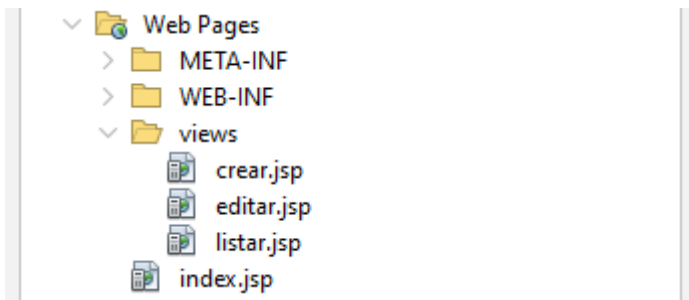 Web Pages
META-INF
WEB-INF
views
crear.jsp
editar.jsp
listar.jsp
index.jsp